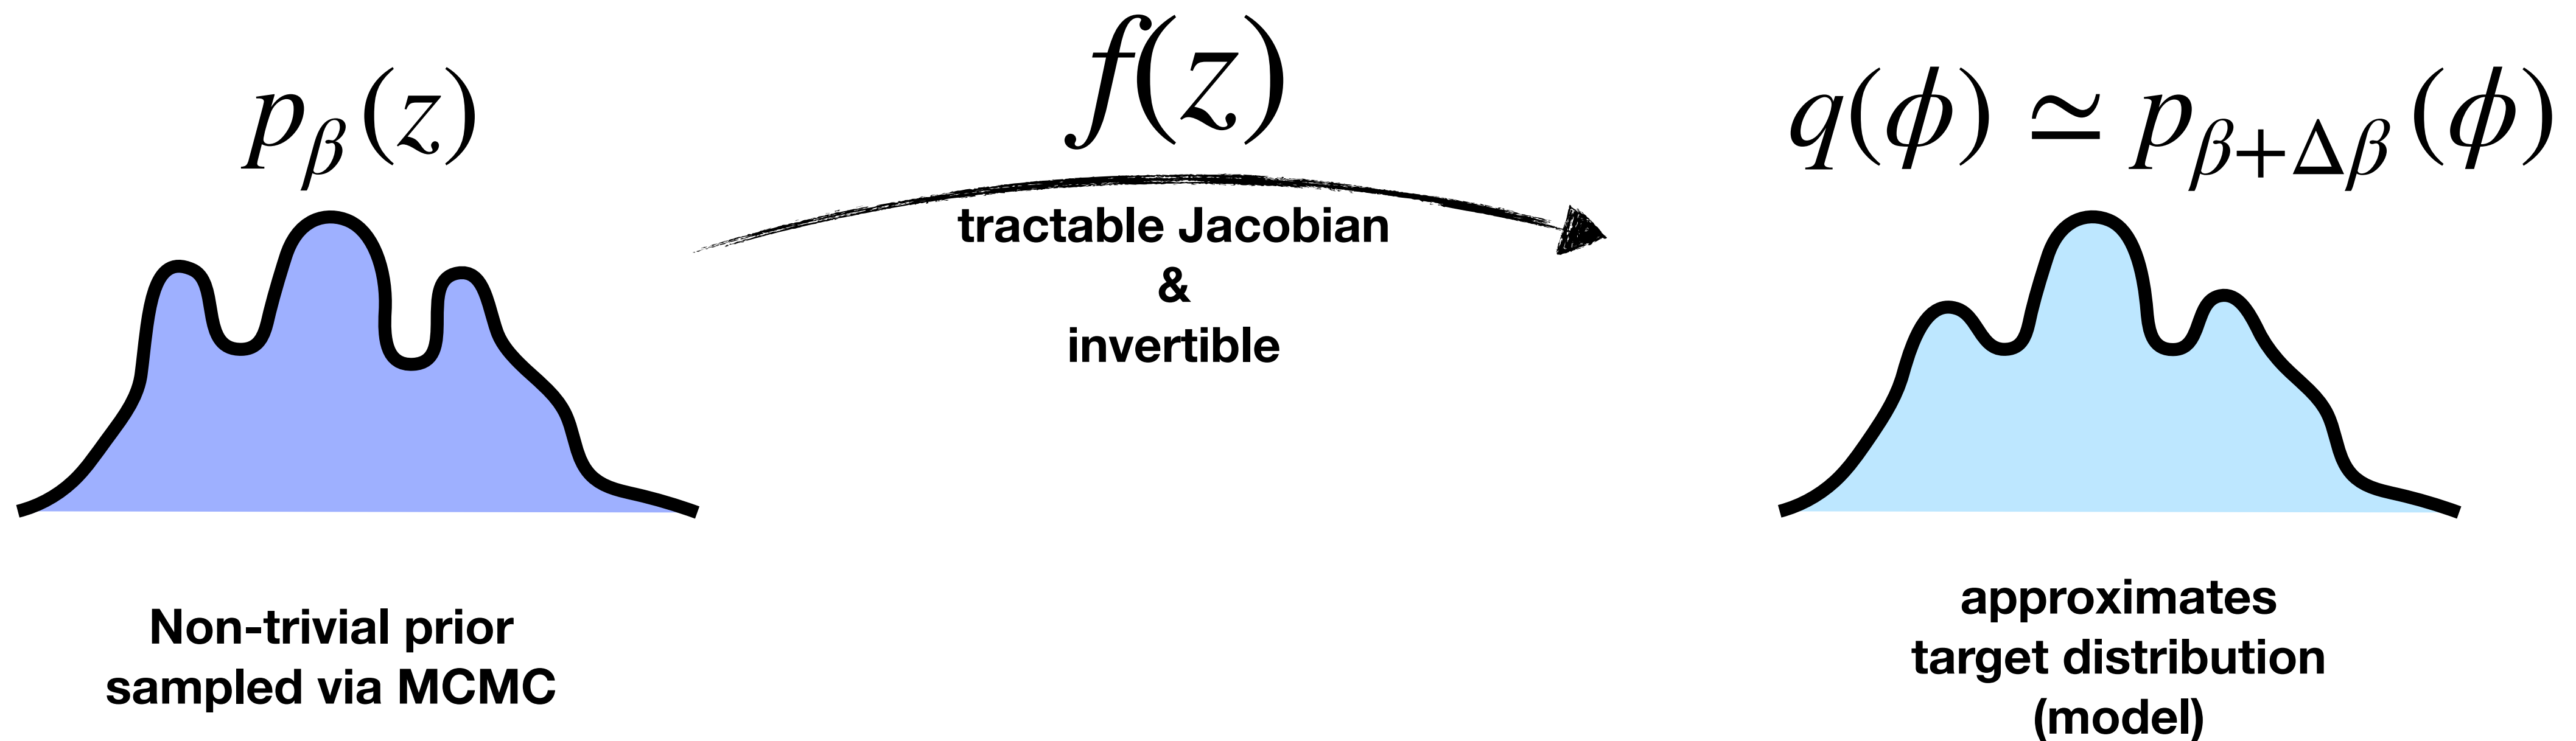 p_β(z)
f(z)
q(ϕ) ≃ p_{β+Δβ}(ϕ)
tractable Jacobian
&
invertible
Non-trivial prior
sampled via MCMC
approximates
target distribution
(model)